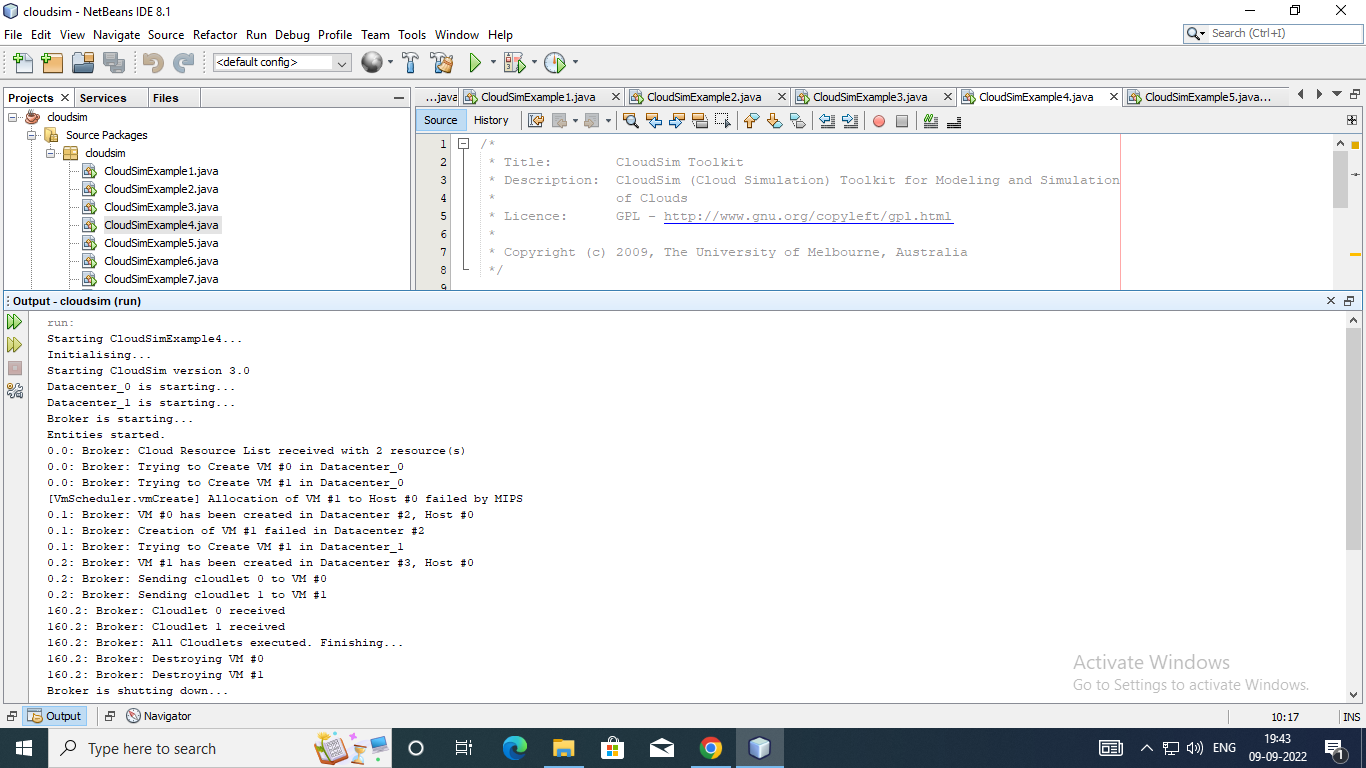 cloudsim - NetBeans IDE 8.1
File Edit View Navigate Source Refactor Run Debug Profile Team Tools Window Help
Search (Ctrl+I)
<default config>
Projects Services Files
...java CloudSimExample1.java CloudSimExample2.java CloudSimExample3.java CloudSimExample4.java CloudSimExample5.java...
cloudsim
Source Packages
cloudsim
CloudSimExample1.java
CloudSimExample2.java
CloudSimExample3.java
CloudSimExample4.java
CloudSimExample5.java
CloudSimExample6.java
CloudSimExample7.java
Source History
1 /*
2 * Title: CloudSim Toolkit
3 * Description: CloudSim (Cloud Simulation) Toolkit for Modeling and Simulation
4 * of Clouds
5 * Licence: GPL - http://www.gnu.org/copyleft/gpl.html
6 *
7 * Copyright (c) 2009, The University of Melbourne, Australia
8 */
9
Output - cloudsim (run)
run:
Starting CloudSimExample4...
Initialising...
Starting CloudSim version 3.0
Datacenter_0 is starting...
Datacenter_1 is starting...
Broker is starting...
Entities started.
0.0: Broker: Cloud Resource List received with 2 resource(s)
0.0: Broker: Trying to Create VM #0 in Datacenter_0
0.0: Broker: Trying to Create VM #1 in Datacenter_0
[VmScheduler.vmCreate] Allocation of VM #1 to Host #0 failed by MIPS
0.1: Broker: VM #0 has been created in Datacenter #2, Host #0
0.1: Broker: Creation of VM #1 failed in Datacenter #2
0.1: Broker: Trying to Create VM #1 in Datacenter_1
0.2: Broker: VM #1 has been created in Datacenter #3, Host #0
0.2: Broker: Sending cloudlet 0 to VM #0
0.2: Broker: Sending cloudlet 1 to VM #1
160.2: Broker: Cloudlet 0 received
160.2: Broker: Cloudlet 1 received
160.2: Broker: All Cloudlets executed. Finishing...
160.2: Broker: Destroying VM #0
160.2: Broker: Destroying VM #1
Broker is shutting down...
Activate Windows
Go to Settings to activate Windows.
Output Navigator
10:17 INS
Type here to search
ENG
19:43
09-09-2022
1